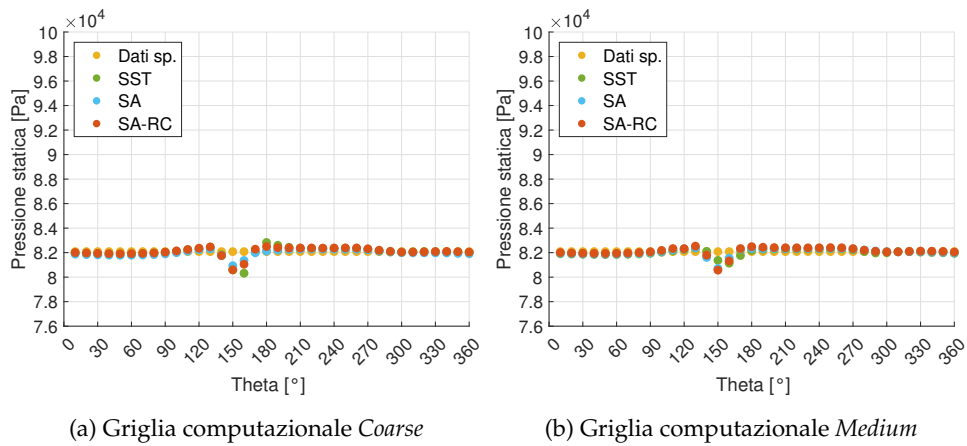 ×10⁴
10
9.8
9.6
9.4
9.2
9
8.8
8.6
8.4
8.2
8
7.8
7.6
Pressione statica [Pa]
Dati sp.
SST
SA
SA-RC
0 30 60 90 120 150 180 210 240 270 300 330 360
Theta [°]
(a) Griglia computazionale Coarse
×10⁴
10
9.8
9.6
9.4
9.2
9
8.8
8.6
8.4
8.2
8
7.8
7.6
Pressione statica [Pa]
Dati sp.
SST
SA
SA-RC
0 30 60 90 120 150 180 210 240 270 300 330 360
Theta [°]
(b) Griglia computazionale Medium